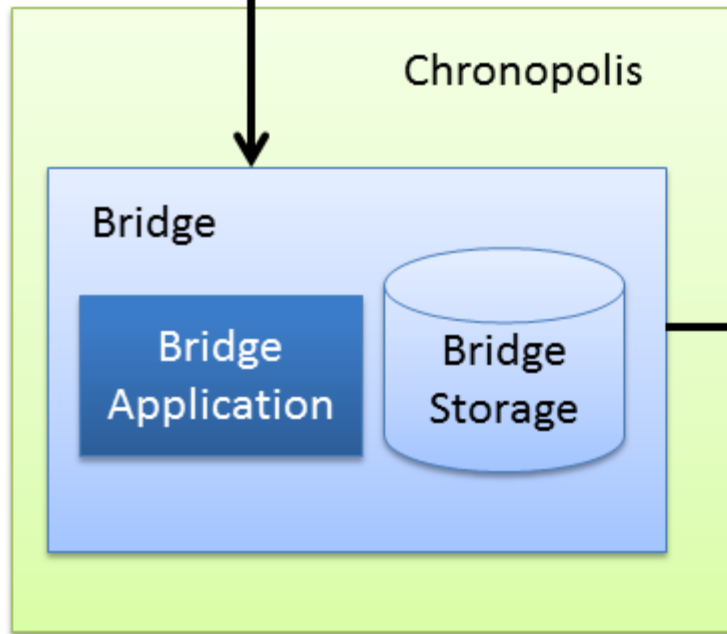 Chronopolis
Bridge
Bridge
Application
Bridge
Storage